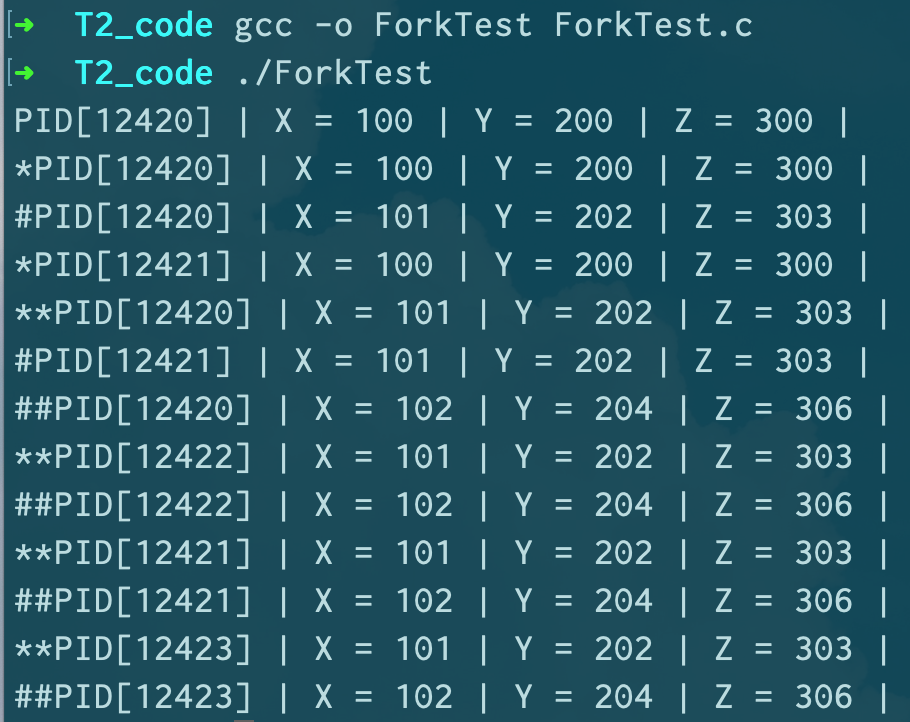 [➜  T2_code gcc -o ForkTest ForkTest.c
[➜  T2_code ./ForkTest
PID[12420] | X = 100 | Y = 200 | Z = 300 |
*PID[12420] | X = 100 | Y = 200 | Z = 300 |
#PID[12420] | X = 101 | Y = 202 | Z = 303 |
*PID[12421] | X = 100 | Y = 200 | Z = 300 |
**PID[12420] | X = 101 | Y = 202 | Z = 303 |
#PID[12421] | X = 101 | Y = 202 | Z = 303 |
##PID[12420] | X = 102 | Y = 204 | Z = 306 |
**PID[12422] | X = 101 | Y = 202 | Z = 303 |
##PID[12422] | X = 102 | Y = 204 | Z = 306 |
**PID[12421] | X = 101 | Y = 202 | Z = 303 |
##PID[12421] | X = 102 | Y = 204 | Z = 306 |
**PID[12423] | X = 101 | Y = 202 | Z = 303 |
##PID[12423] | X = 102 | Y = 204 | Z = 306 |